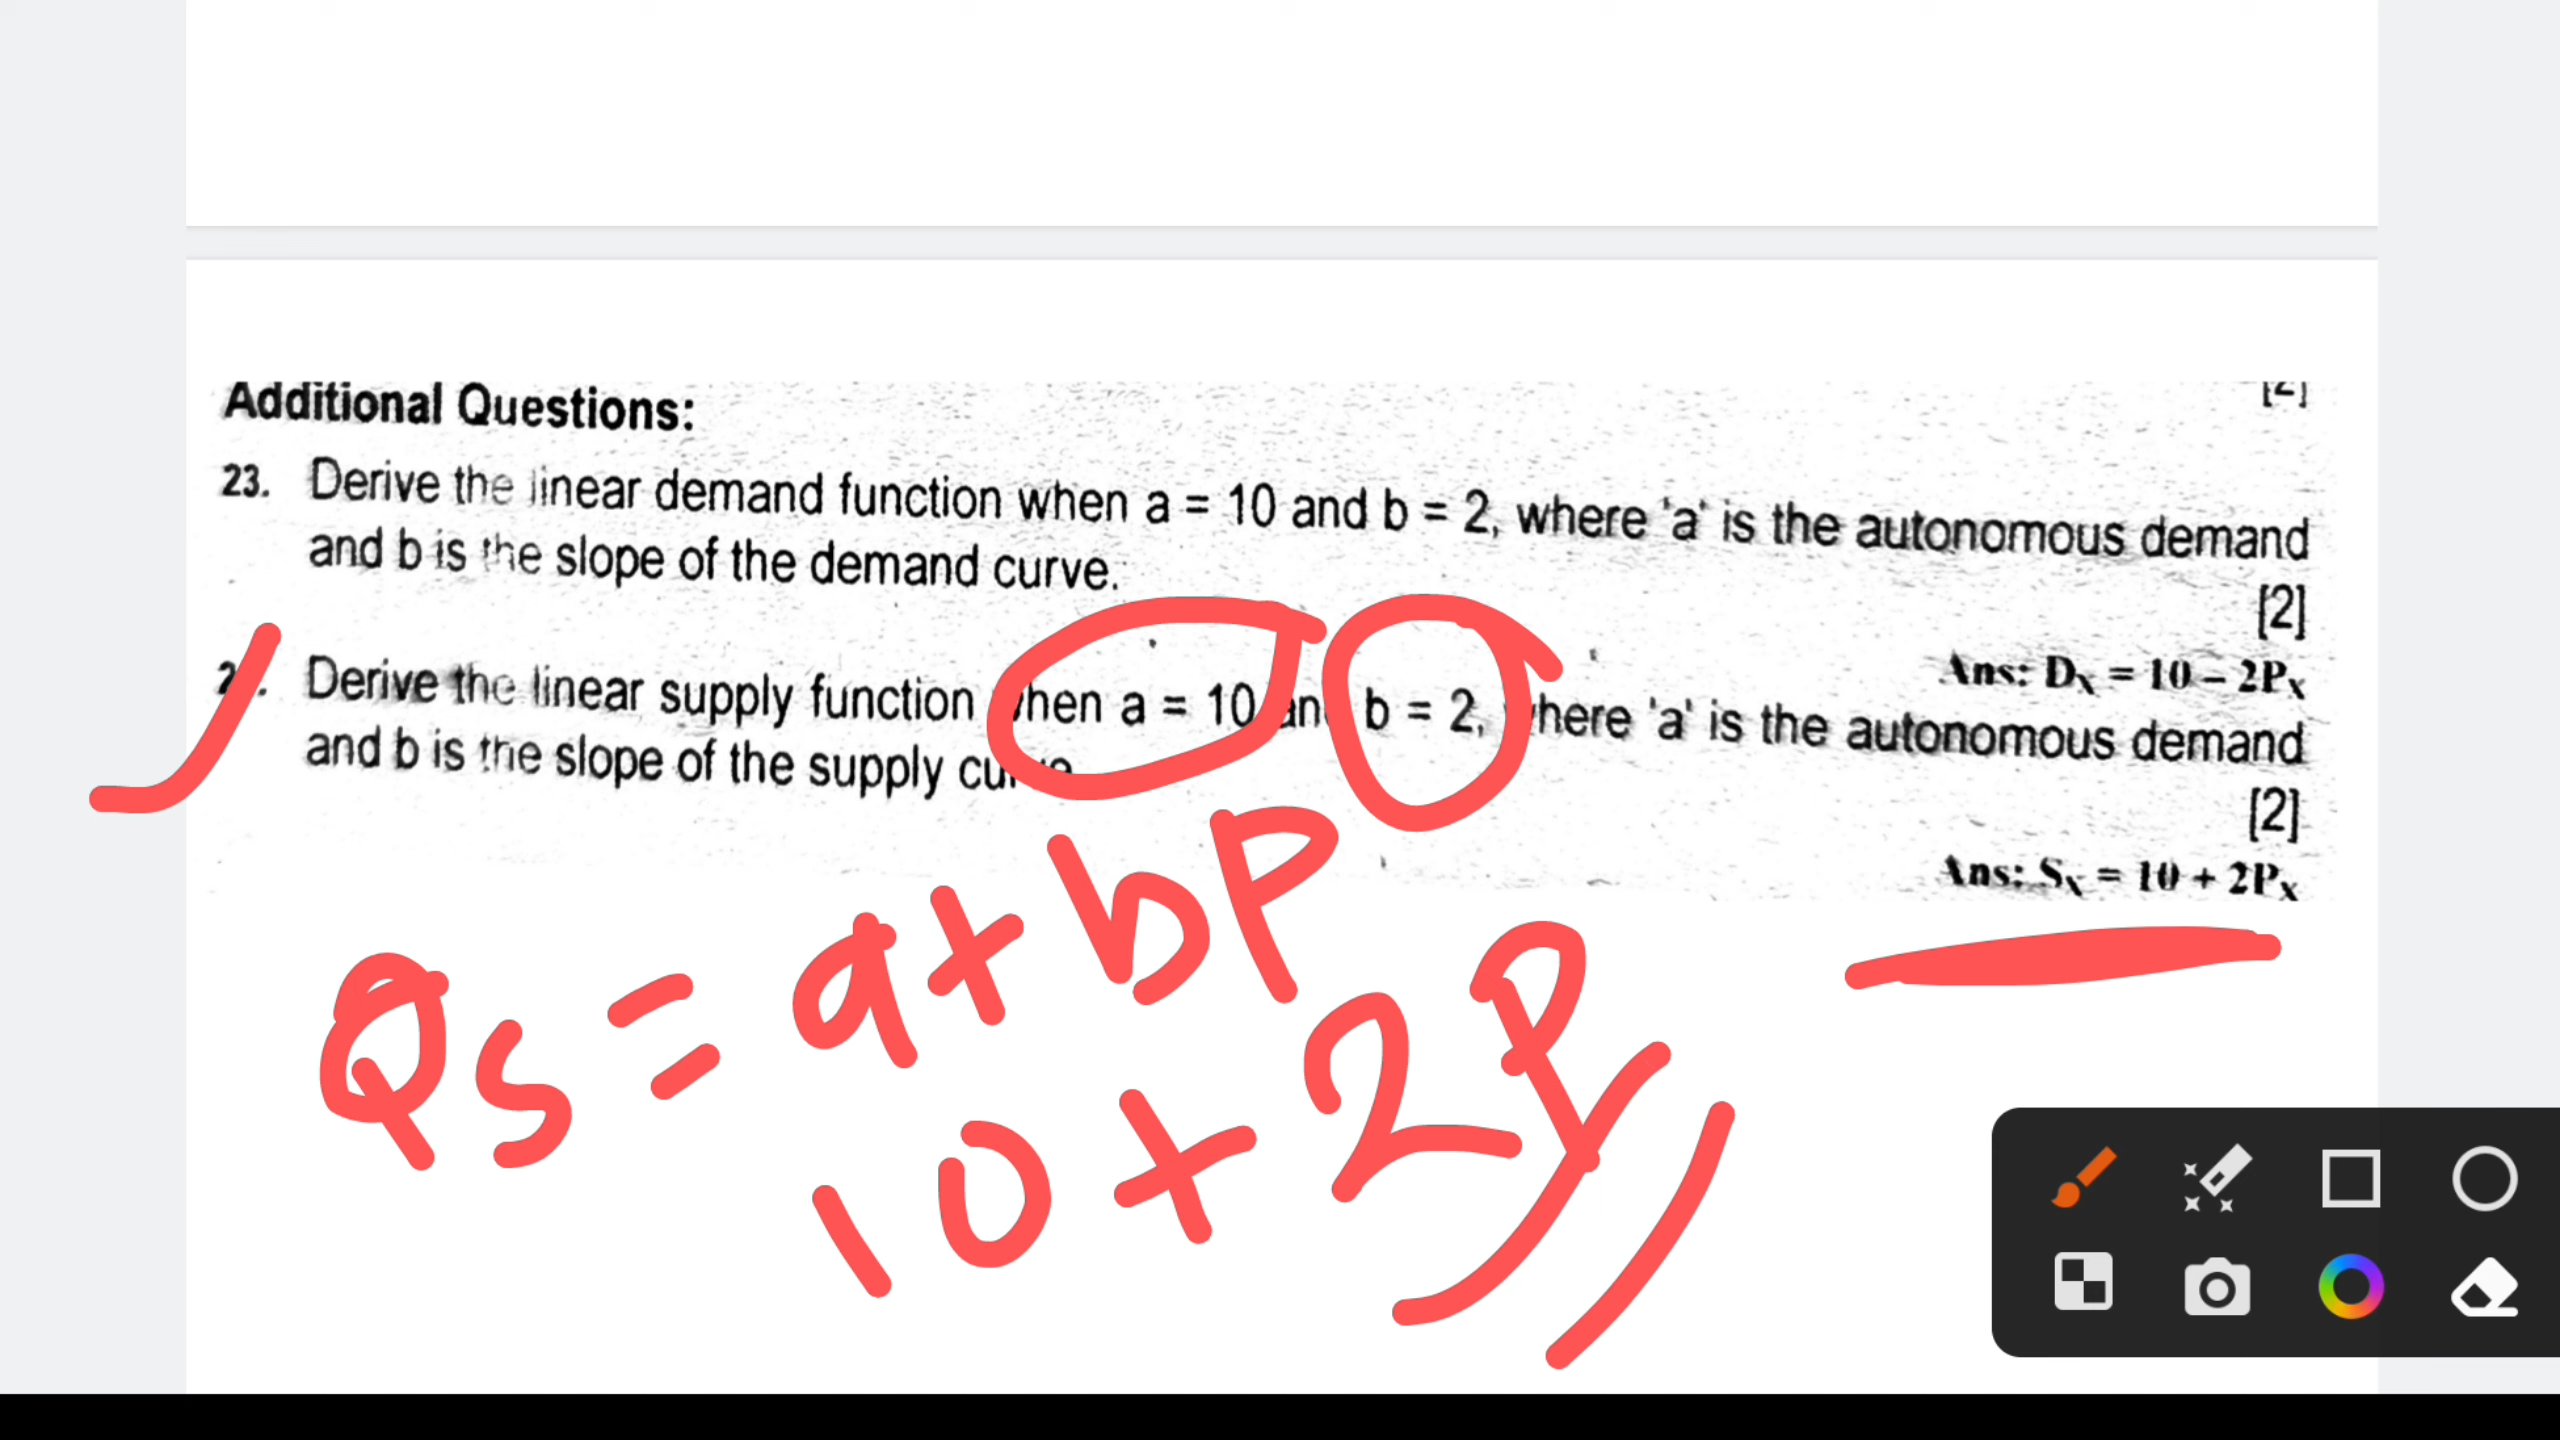 [2]
Additional Questions:
23. Derive the linear demand function when a = 10 and b = 2, where 'a' is the autonomous demand
and b is the slope of the demand curve.
[2]
Ans: Dx = 10 – 2Px
Derive the linear supply function when a = 10 and b = 2, where 'a' is the autonomous demand
and b is the slope of the supply curve
[2]
Ans: Sx = 10 + 2Px
Qs = a + bP
10 + 2P